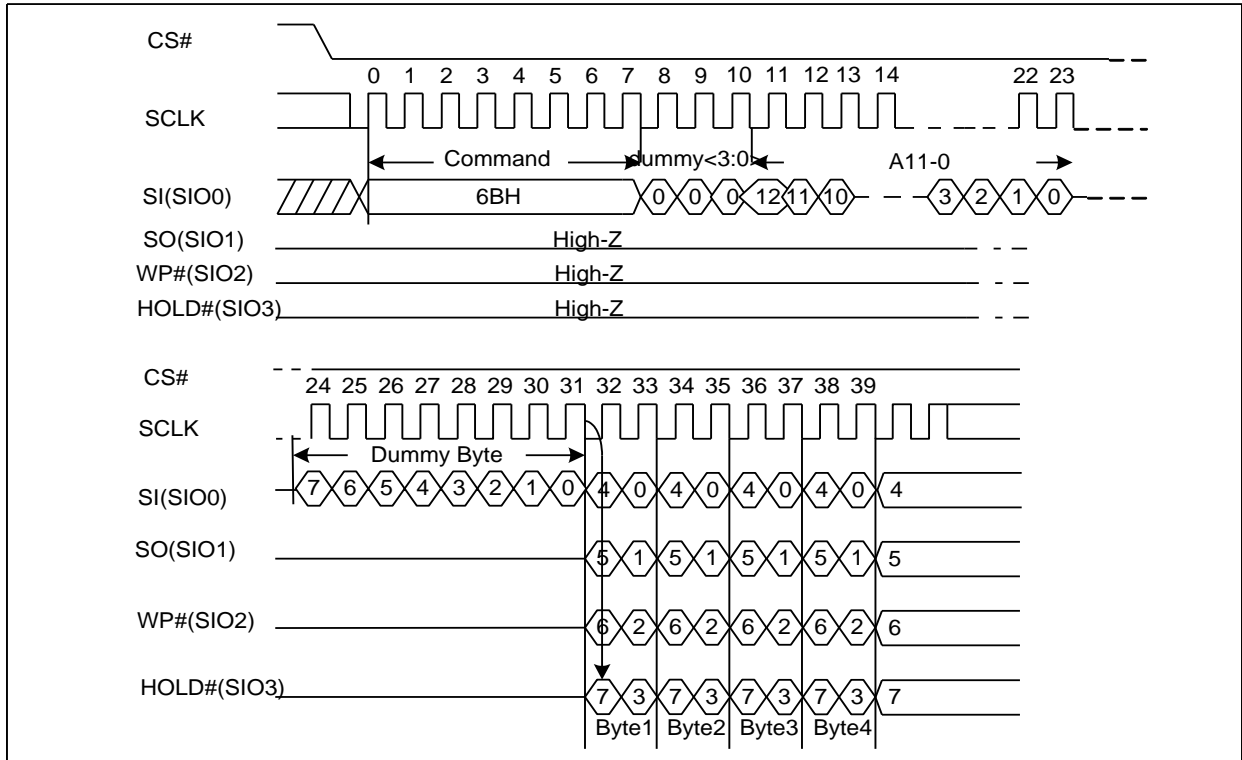 CS#
0 1 2 3 4 5 6 7 8 9 10 11 12 13 14 22 23
SCLK
Command dummy<3:0> A11-0
SI(SIO0) 6BH 0 0 0 12 11 10 3 2 1 0
SO(SIO1) High-Z
WP#(SIO2) High-Z
HOLD#(SIO3) High-Z
CS#
24 25 26 27 28 29 30 31 32 33 34 35 36 37 38 39
SCLK
Dummy Byte
SI(SIO0) 7 6 5 4 3 2 1 0 4 0 4 0 4 0 4 0 4
SO(SIO1) 5 1 5 1 5 1 5 1 5
WP#(SIO2) 6 2 6 2 6 2 6 2 6
HOLD#(SIO3) 7 3 7 3 7 3 7 3 7
Byte1 Byte2 Byte3 Byte4